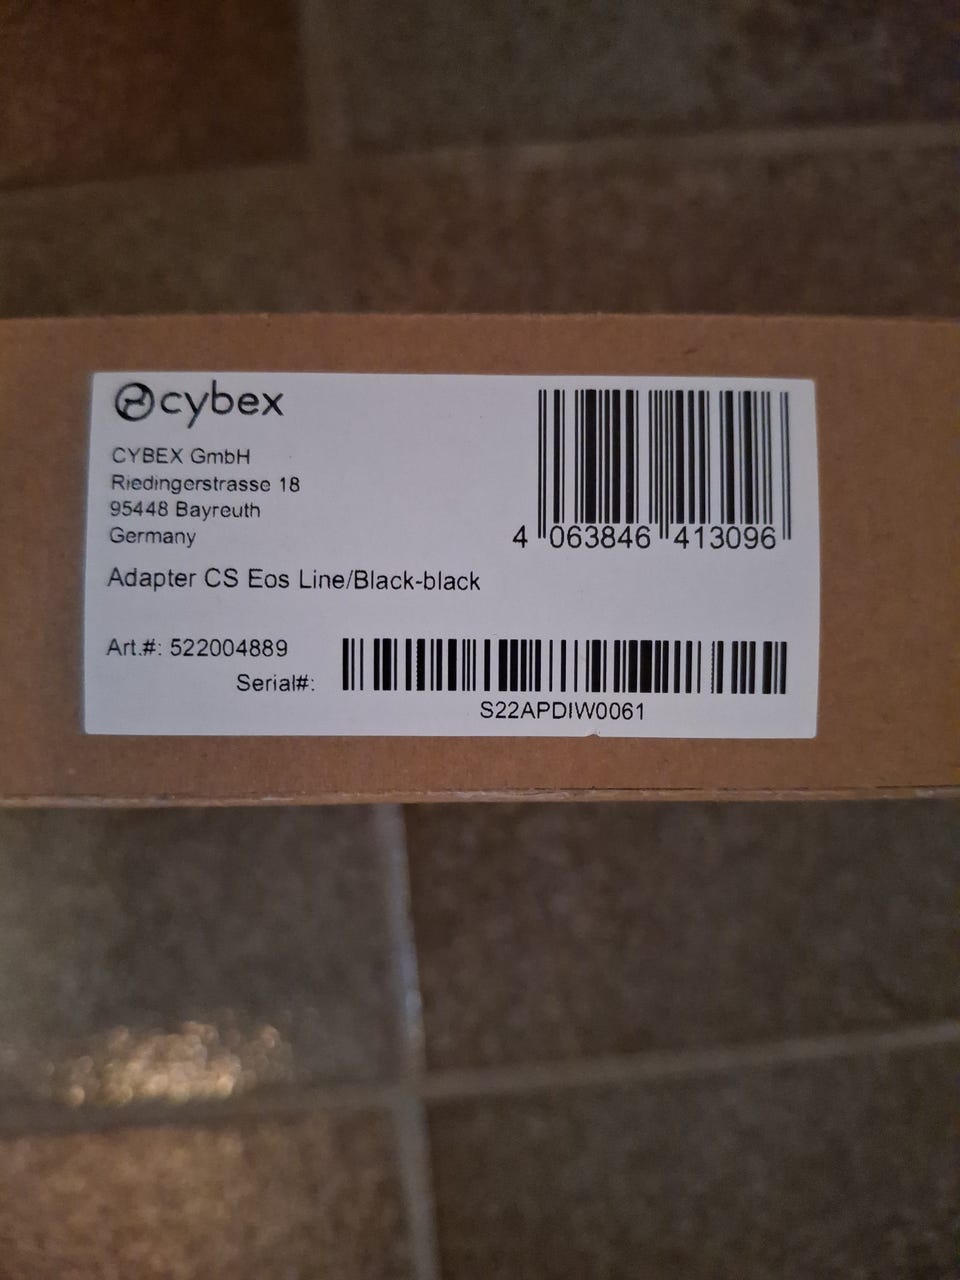 cybex
CYBEX GmbH
Riedingerstrasse 18
95448 Bayreuth
Germany
4 063846 413096
Adapter CS Eos Line/Black-black
Art.#: 522004889
Serial#:
S22APDIW0061